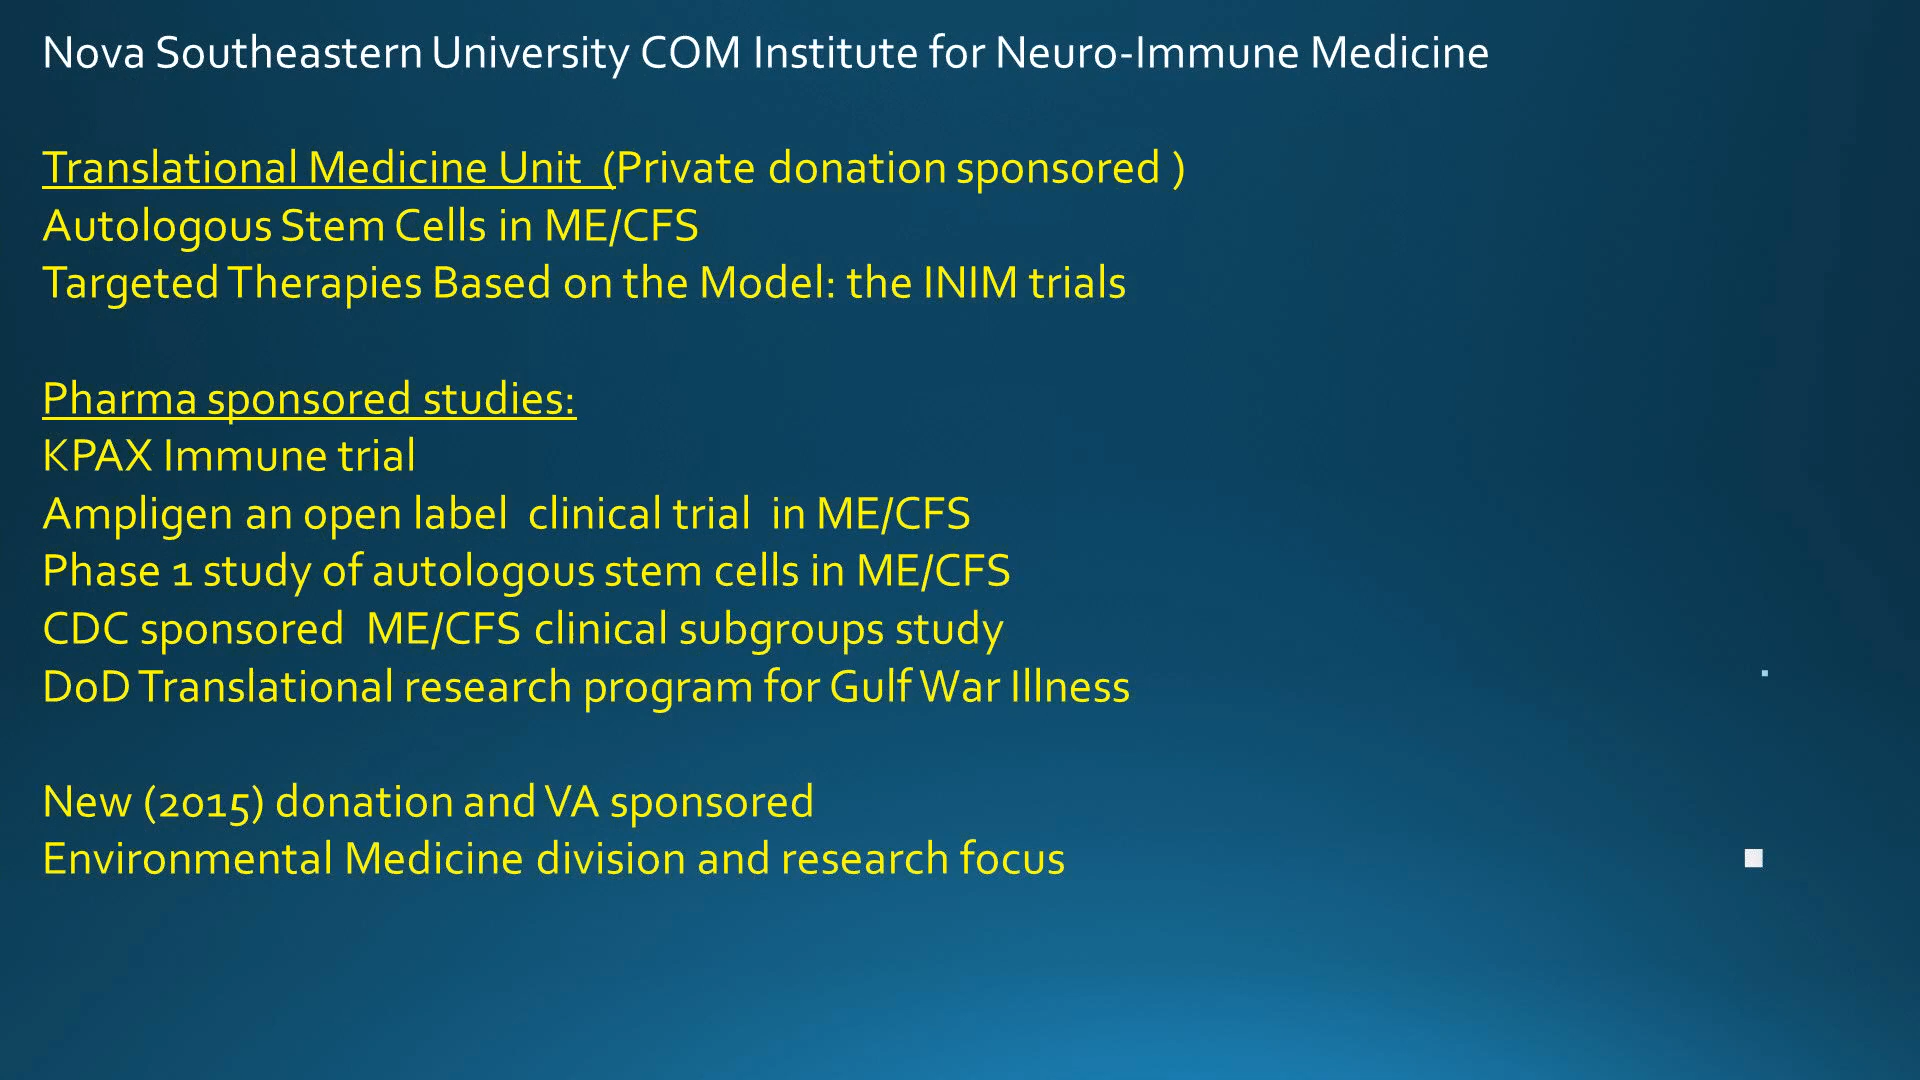 Nova Southeastern University COM Institute for Neuro-Immune Medicine
Translational Medicine Unit  (Private donation sponsored )
Autologous Stem Cells in ME/CFS
Targeted Therapies Based on the Model: the INIM trials
Pharma sponsored studies:
KPAX Immune trial
Ampligen an open label  clinical trial  in ME/CFS
Phase 1 study of autologous stem cells in ME/CFS
CDC sponsored  ME/CFS clinical subgroups study
DoD Translational research program for Gulf War Illness
New (2015) donation and VA sponsored
Environmental Medicine division and research focus